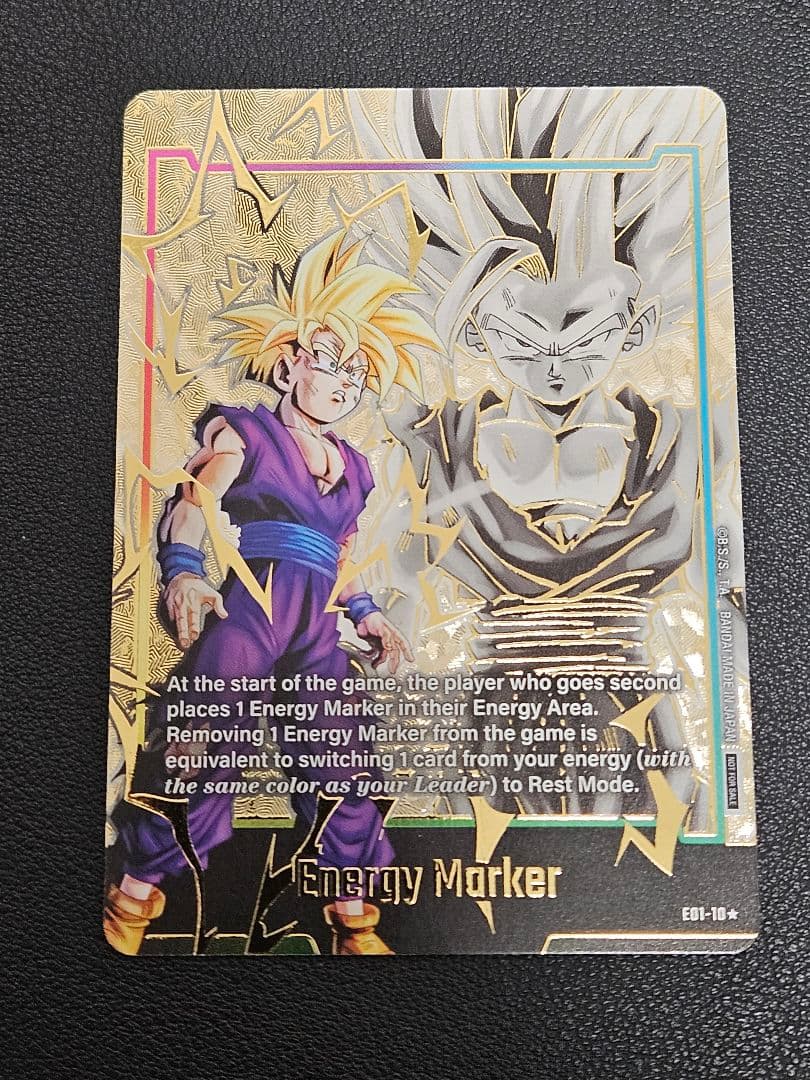 At the start of the game, the player who goes second
places 1 Energy Marker in their Energy Area.
Removing 1 Energy Marker from the game is
equivalent to switching 1 card from your energy (with
the same color as your Leader) to Rest Mode.
Energy Marker
E01-10★
©B.S./S., T.A. BANDAI MADE IN JAPAN
NOT FOR SALE